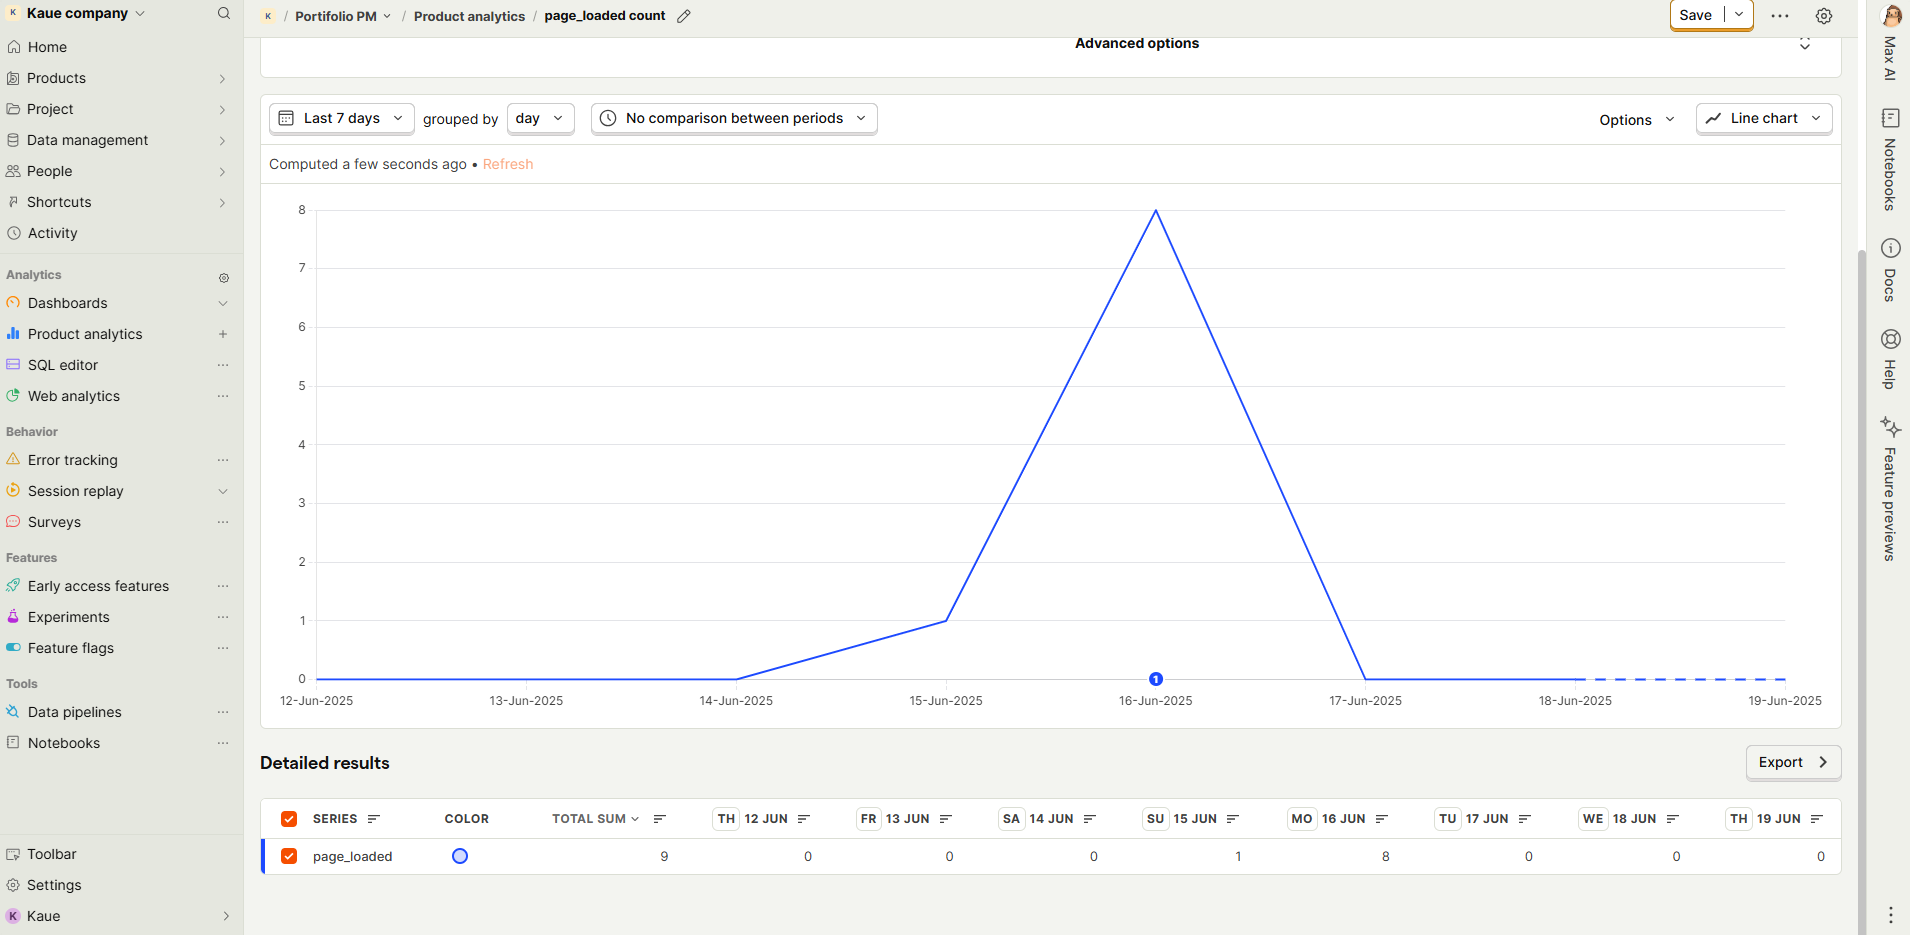 K Kaue company
Home
Products
Project
Data management
People
Shortcuts
Activity
Analytics
Dashboards
Product analytics
SQL editor
Web analytics
Behavior
Error tracking
Session replay
Surveys
Features
Early access features
Experiments
Feature flags
Tools
Data pipelines
Notebooks
Toolbar
Settings
K Kaue
K / Portifolio PM / Product analytics / page_loaded count
Save
Advanced options
Last 7 days grouped by day No comparison between periods Options Line chart
Computed a few seconds ago • Refresh
8
7
6
5
4
3
2
1
0
1
12-Jun-2025 13-Jun-2025 14-Jun-2025 15-Jun-2025 16-Jun-2025 17-Jun-2025 18-Jun-2025 19-Jun-2025
Detailed results
Export
SERIES COLOR TOTAL SUM TH 12 JUN FR 13 JUN SA 14 JUN SU 15 JUN MO 16 JUN TU 17 JUN WE 18 JUN TH 19 JUN
page_loaded 9 0 0 0 1 8 0 0 0
Max AI
Notebooks
Docs
Help
Feature previews